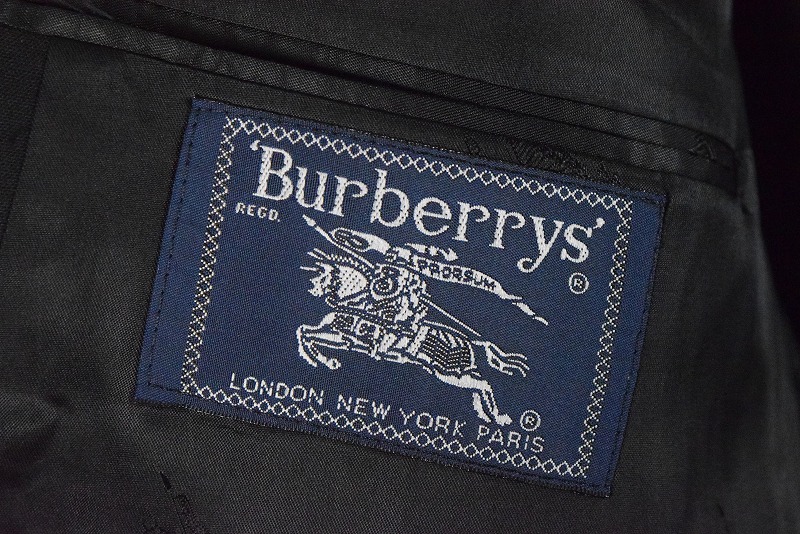 'Burberrys'
REGD.
®
PRORSUM
®
LONDON NEW YORK PARIS